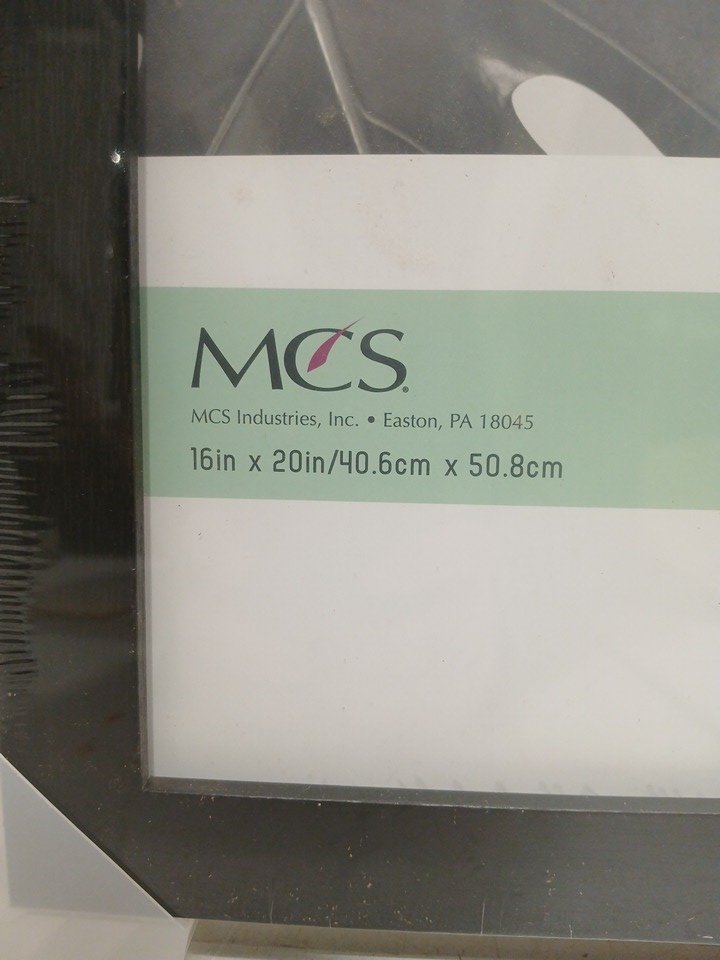 MCS
MCS Industries, Inc. • Easton, PA 18045
16in x 20in/40.6cm x 50.8cm